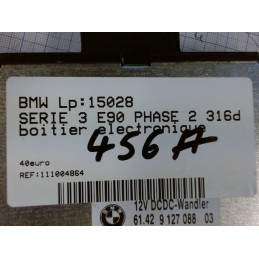 BMW Lp:15028
SERIE 3 E90 PHASE 2 316d
boitier electronique
456A
40euro
REF:111004864
12V DCDC-Wandler
61.42 9 127 088 03